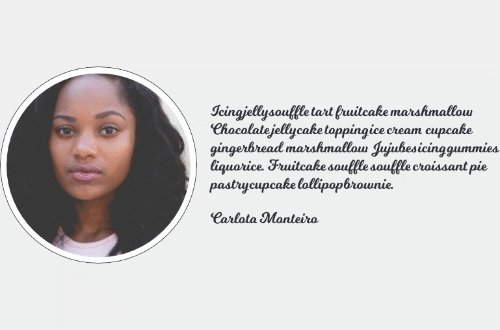 Icingjellysouffle tart fruitcake marshmallow
Chocolatejellycake toppingice cream cupcake
gingerbread marshmallow Jujubesicinggummies
liquorice. Fruitcake souffle souffle croissant pie
pastrycupcake lollipopbrownie.
Carlota Monteiro